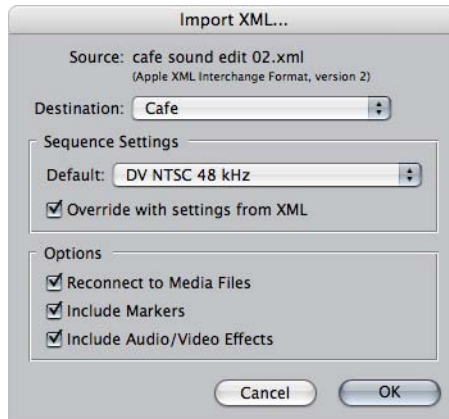 Import XML...
Source: cafe sound edit 02.xml
(Apple XML Interchange Format, version 2)
Destination: Cafe
Sequence Settings
Default: DV NTSC 48 kHz
Override with settings from XML
Options
Reconnect to Media Files
Include Markers
Include Audio/Video Effects
Cancel OK